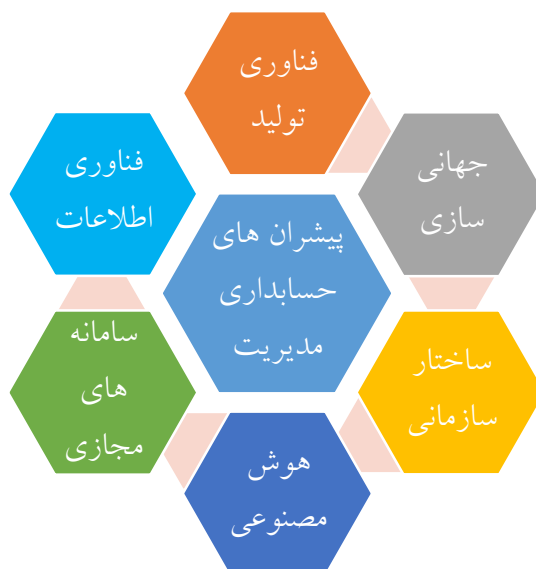 فناوری
تولید
جهانی
سازی
ساختار
سازمانی
هوش
مصنوعی
سامانه
های
مجازی
فناوری
اطلاعات
پیشران های
حسابداری
مدیریت